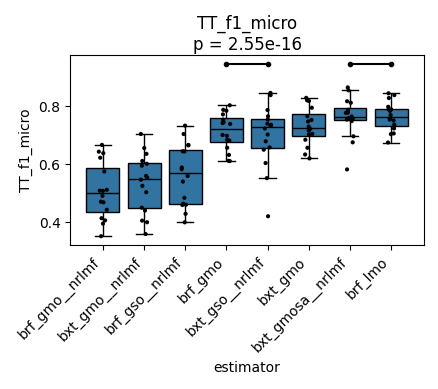 TT_f1_micro
p = 2.55e-16
TT_f1_micro
0.8
0.6
0.4
brf_gmo__nrlmf
bxt_gmo__nrlmf
brf_gso__nrlmf
brf_gmo
bxt_gso__nrlmf
bxt_gmo
bxt_gmosa__nrlmf
brf_lmo
estimator